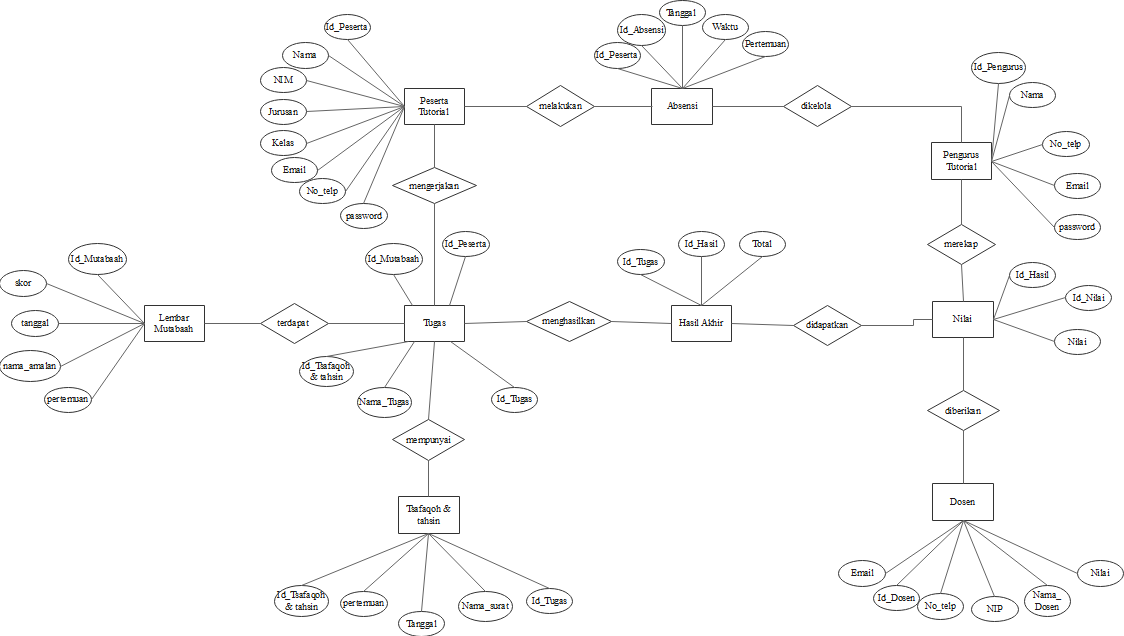 Id_Peserta
Nama
NIM
Jurusan
Kelas
Email
No_telp
password
Peserta
Tutorial
melakukan
Id_Peserta
Id_Absensi
Tanggal
Waktu
Pertemuan
Absensi
dikelola
Id_Pengurus
Nama
No_telp
Email
password
Pengurus
Tutorial
mengerjakan
merekap
Id_Mutabaah
skor
tanggal
nama_amalan
pertemuan
Lembar
Mutabaah
terdapat
Id_Mutabaah
Id_Peserta
Tugas
Id_Tsafaqoh
& tahsin
Nama_Tugas
Id_Tugas
menghasilkan
Id_Tugas
Id_Hasil
Total
Hasil Akhir
didapatkan
Nilai
Id_Hasil
Id_Nilai
Nilai
mempunyai
diberikan
Tsafaqoh &
tahsin
Id_Tsafaqoh
& tahsin
pertemuan
Tanggal
Nama_surat
Id_Tugas
Dosen
Email
Id_Dosen
No_telp
NIP
Nama_
Dosen
Nilai